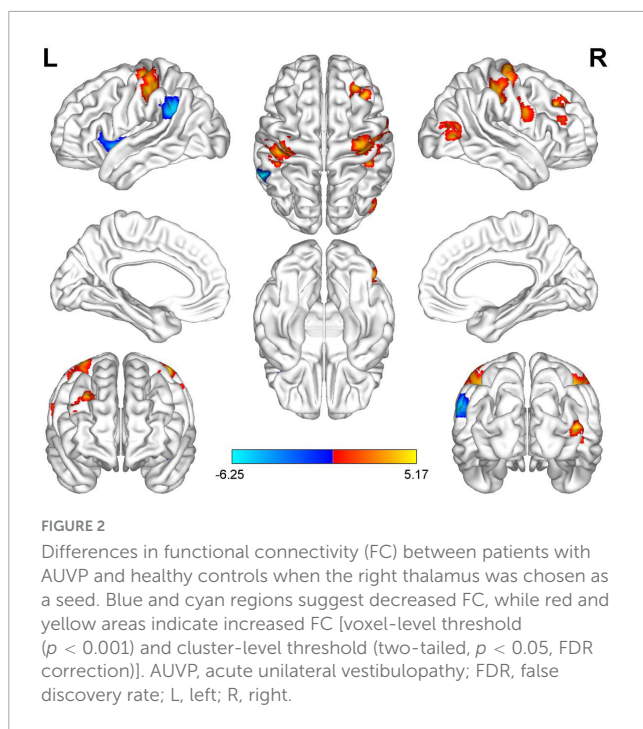 L
R
-6.25
5.17
FIGURE 2
Differences in functional connectivity (FC) between patients with
AUVP and healthy controls when the right thalamus was chosen as
a seed. Blue and cyan regions suggest decreased FC, while red and
yellow areas indicate increased FC [voxel-level threshold
(p < 0.001) and cluster-level threshold (two-tailed, p < 0.05, FDR
correction)]. AUVP, acute unilateral vestibulopathy; FDR, false
discovery rate; L, left; R, right.